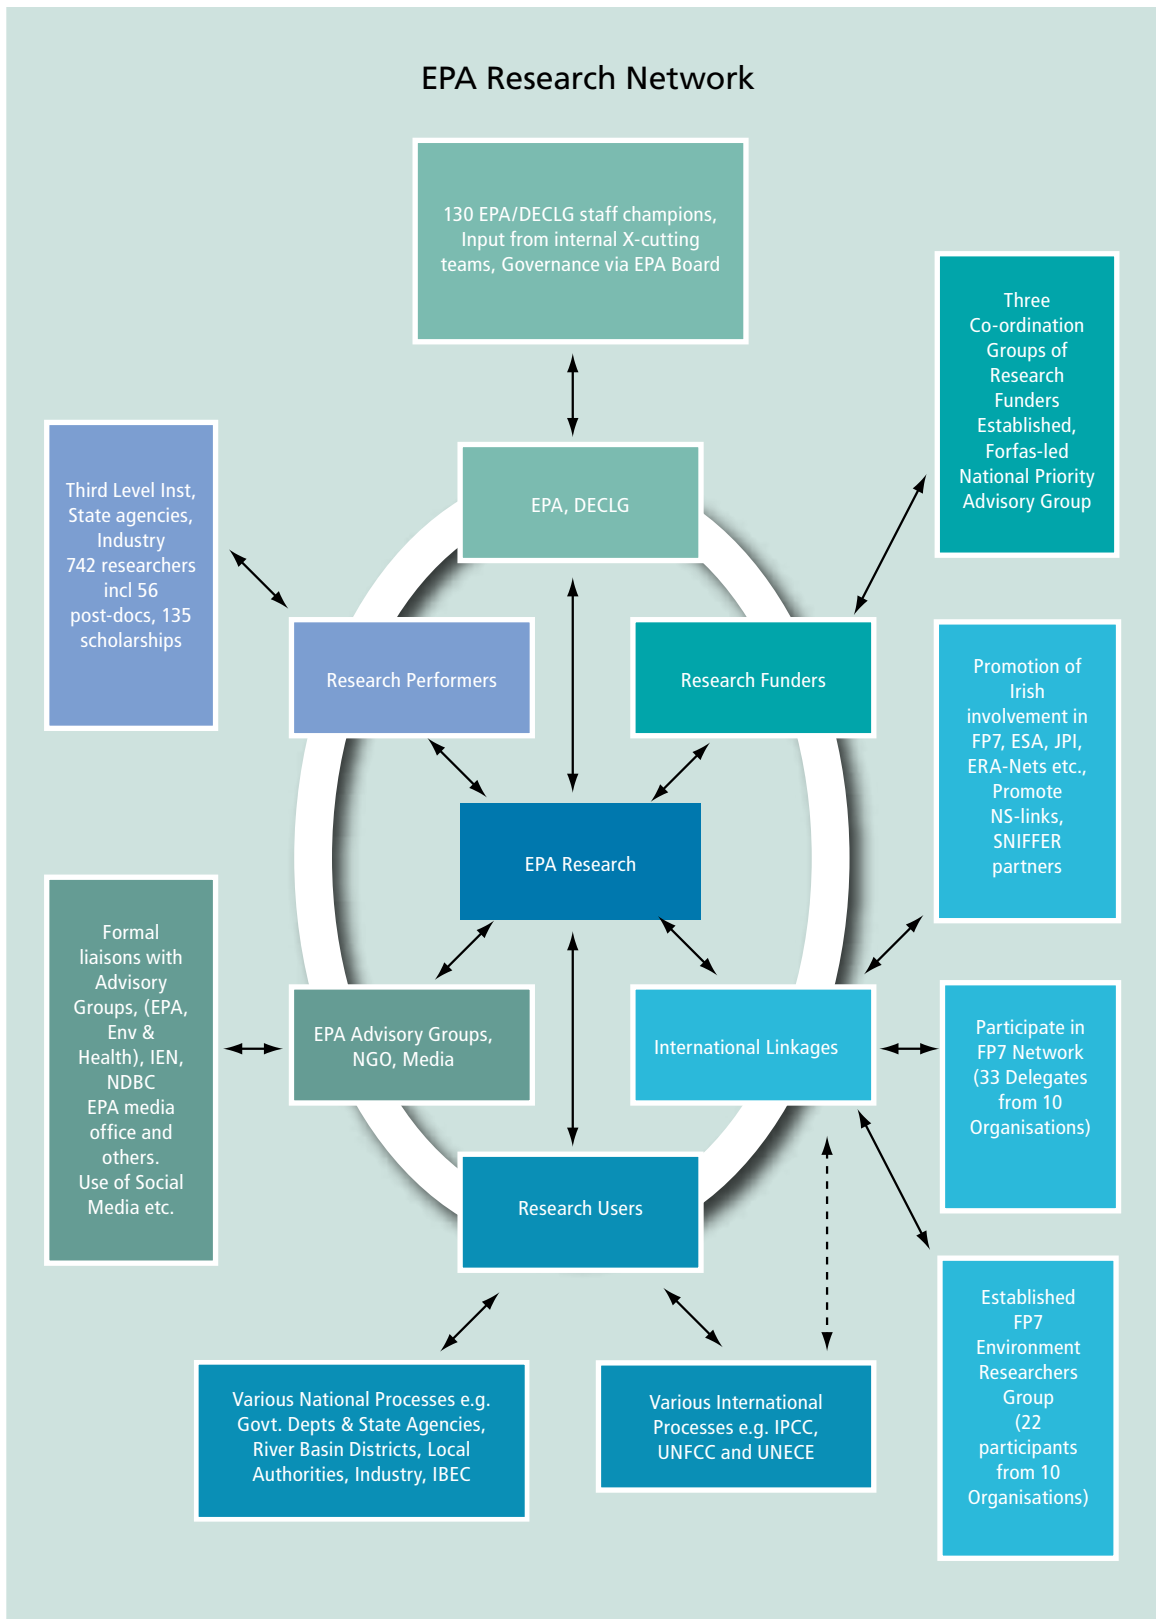 EPA Research Network
130 EPA/DECLG staff champions,
Input from internal X-cutting
teams, Governance via EPA Board
Three
Co-ordination
Groups of
Research
Funders
Established,
Forfas-led
National Priority
Advisory Group
Third Level Inst,
State agencies,
Industry
742 researchers
incl 56
post-docs, 135
scholarships
EPA, DECLG
Research Performers
Research Funders
Promotion of
Irish
involvement in
FP7, ESA, JPI,
ERA-Nets etc.,
Promote
NS-links,
SNIFFER
partners
EPA Research
Formal
liaisons with
Advisory
Groups, (EPA,
Env &
Health), IEN,
NDBC
EPA media
office and
others.
Use of Social
Media etc.
EPA Advisory Groups,
NGO, Media
International Linkages
Participate in
FP7 Network
(33 Delegates
from 10
Organisations)
Research Users
Established
FP7
Environment
Researchers
Group
(22
participants
from 10
Organisations)
Various National Processes e.g.
Govt. Depts & State Agencies,
River Basin Districts, Local
Authorities, Industry, IBEC
Various International
Processes e.g. IPCC,
UNFCC and UNECE